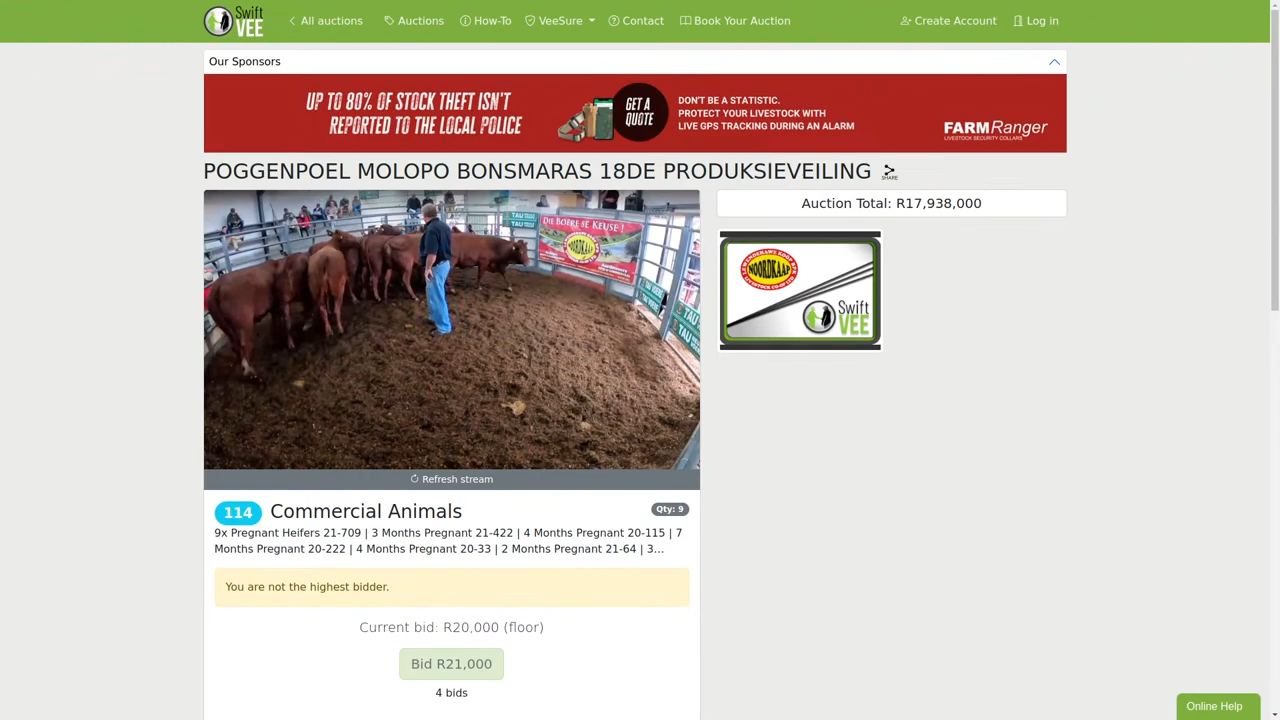 Swift VEE
All auctions
Auctions
How-To
VeeSure
Contact
Book Your Auction
Create Account
Log in
Our Sponsors
UP TO 80% OF STOCK THEFT ISN'T
REPORTED TO THE LOCAL POLICE
GET A
QUOTE
DON'T BE A STATISTIC.
PROTECT YOUR LIVESTOCK WITH
LIVE GPS TRACKING DURING AN ALARM
FARMRanger
LIVESTOCK SECURITY COLLARS
POGGENPOEL MOLOPO BONSMARAS 18DE PRODUKSIEVEILING
SHARE
DIE BOERE SE KEUSE !
NOORDKAAP
Auction Total: R17,938,000
NOORDKAAP
Swift
VEE
Refresh stream
114 Commercial Animals
Qty: 9
9x Pregnant Heifers 21-709 | 3 Months Pregnant 21-422 | 4 Months Pregnant 20-115 | 7
Months Pregnant 20-222 | 4 Months Pregnant 20-33 | 2 Months Pregnant 21-64 | 3...
You are not the highest bidder.
Current bid: R20,000 (floor)
Bid R21,000
4 bids
Online Help